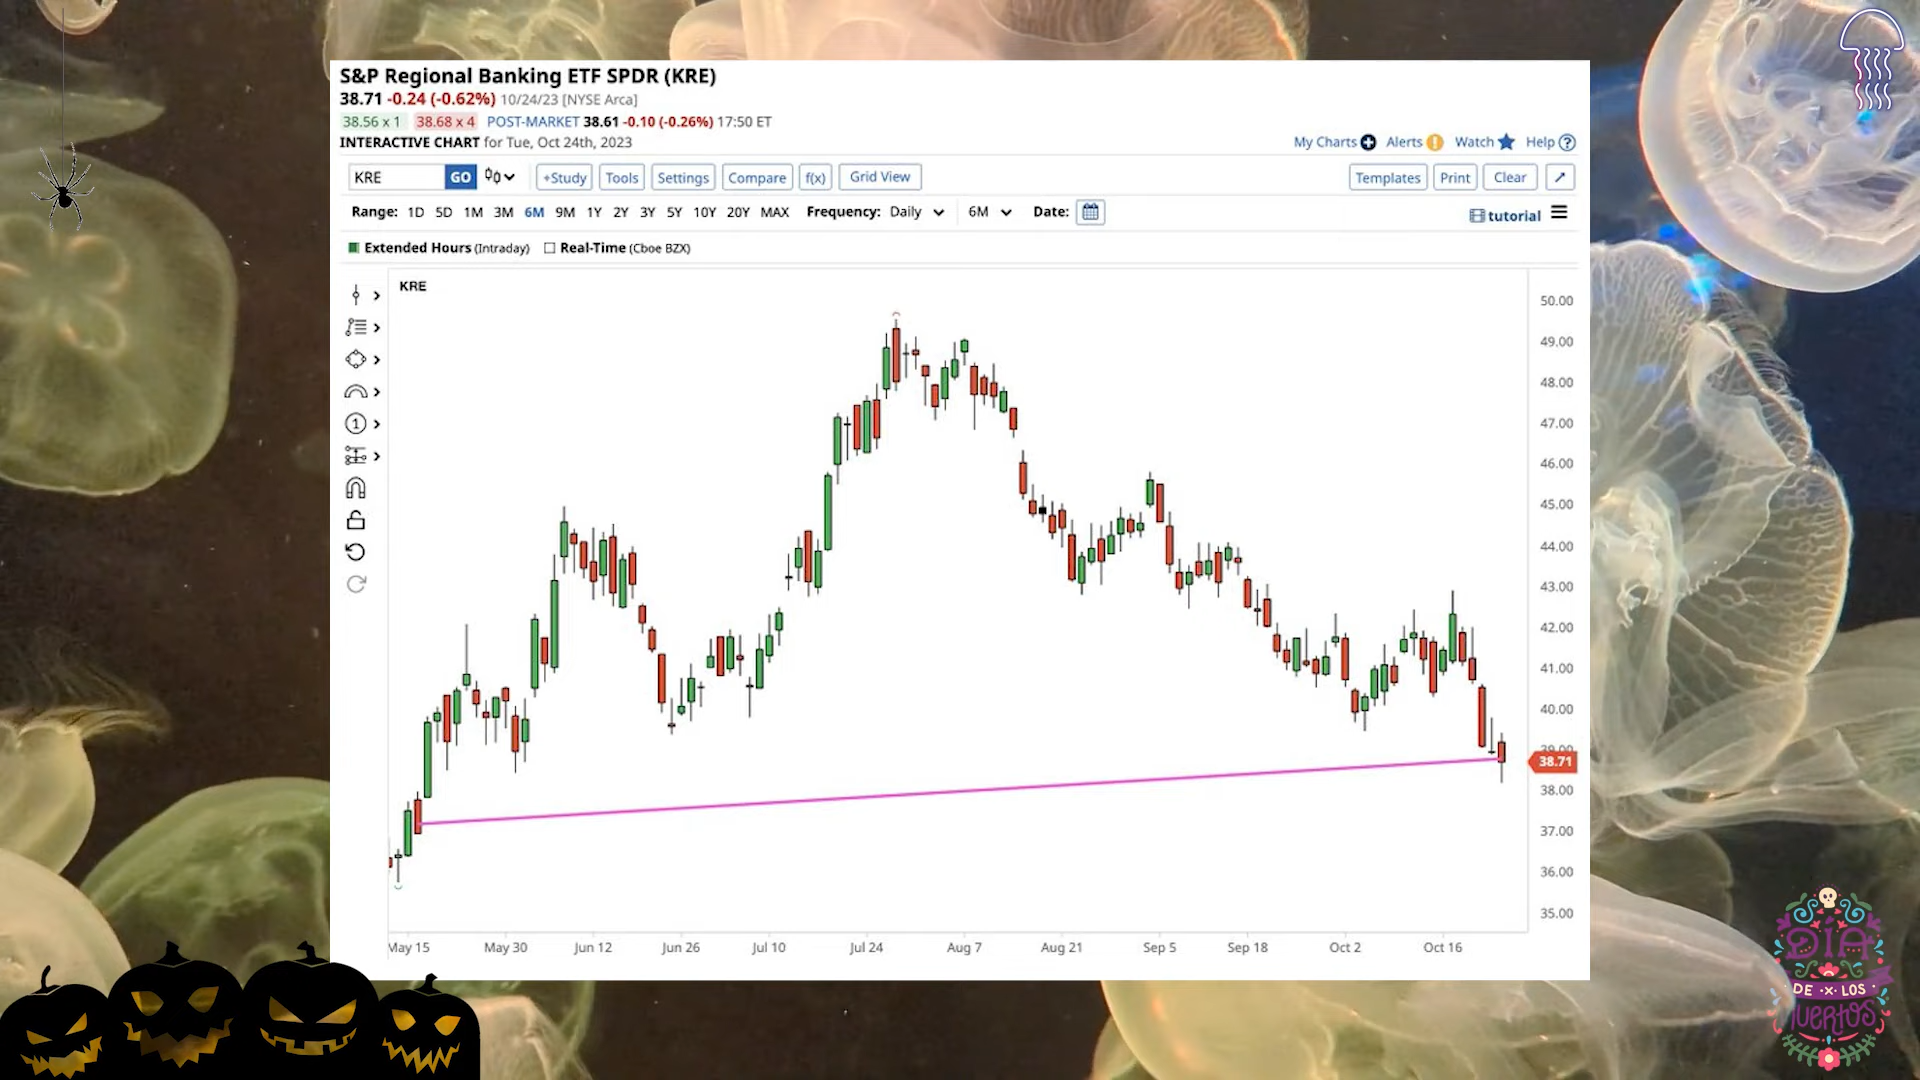 S&P Regional Banking ETF SPDR (KRE)
38.71 -0.24 (-0.62%) 10/24/23 [NYSE Arca]
38.56 x 1 38.68 x 4 POST-MARKET 38.61 -0.10 (-0.26%) 17:50 ET
INTERACTIVE CHART for Tue, Oct 24th, 2023
My Charts Alerts Watch Help
KRE GO +Study Tools Settings Compare f(x) Grid View Templates Print Clear
Range: 1D 5D 1M 3M 6M 9M 1Y 2Y 3Y 5Y 10Y 20Y MAX Frequency: Daily 6M Date: tutorial
Extended Hours (Intraday) Real-Time (Cboe BZX)
KRE
50.00
49.00
48.00
47.00
46.00
45.00
44.00
43.00
42.00
41.00
40.00
39.00
38.71
38.00
37.00
36.00
35.00
May 15 May 30 Jun 12 Jun 26 Jul 10 Jul 24 Aug 7 Aug 21 Sep 5 Sep 18 Oct 2 Oct 16
DÍA
DE LOS
MUERTOS